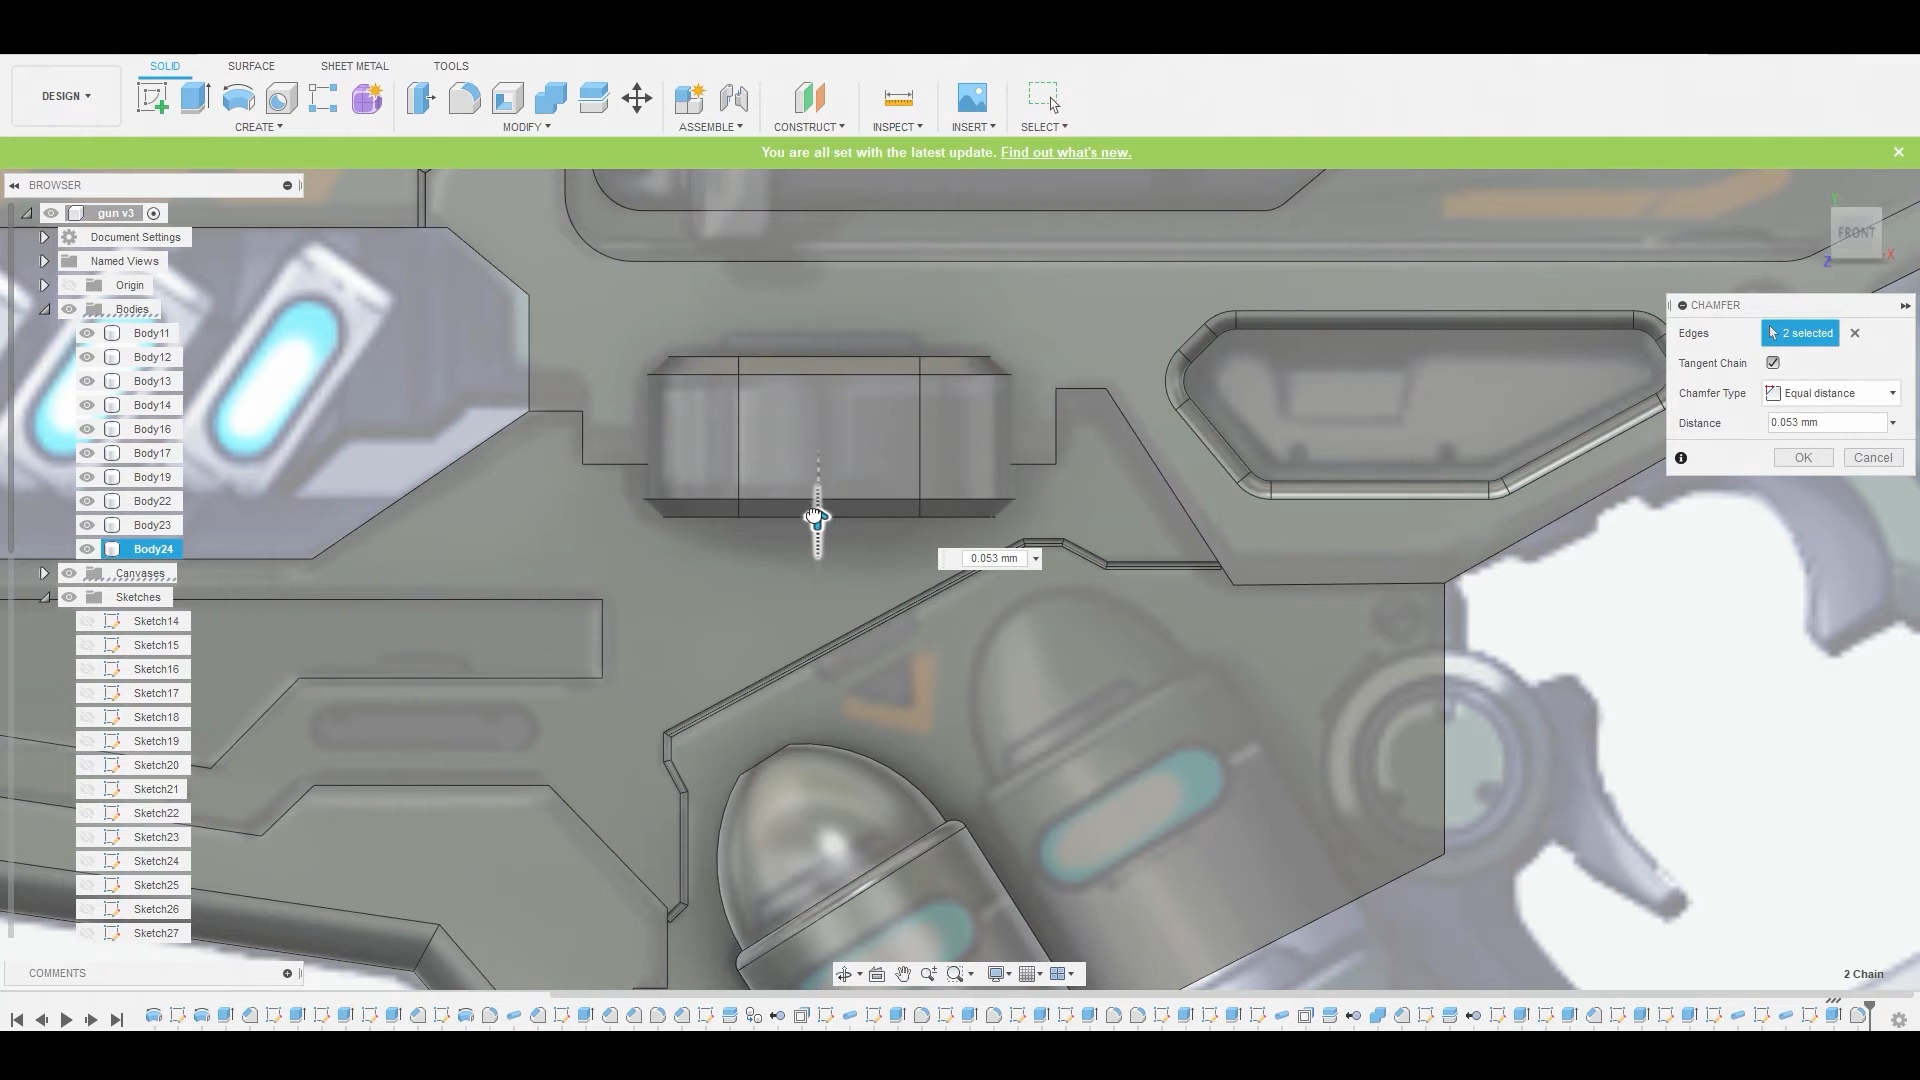 SOLID SURFACE SHEET METAL TOOLS
DESIGN
CREATE MODIFY ASSEMBLE CONSTRUCT INSPECT INSERT SELECT
You are all set with the latest update. Find out what's new.
BROWSER
gun v3
Document Settings
Named Views
Origin
Bodies
Body11
Body12
Body13
Body14
Body16
Body17
Body19
Body22
Body23
Body24
Canvases
Sketches
Sketch14
Sketch15
Sketch16
Sketch17
Sketch18
Sketch19
Sketch20
Sketch21
Sketch22
Sketch23
Sketch24
Sketch25
Sketch26
Sketch27
COMMENTS
Y
FRONT
Z X
CHAMFER
Edges 2 selected
Tangent Chain
Chamfer Type Equal distance
Distance 0.053 mm
OK Cancel
0.053 mm
2 Chain